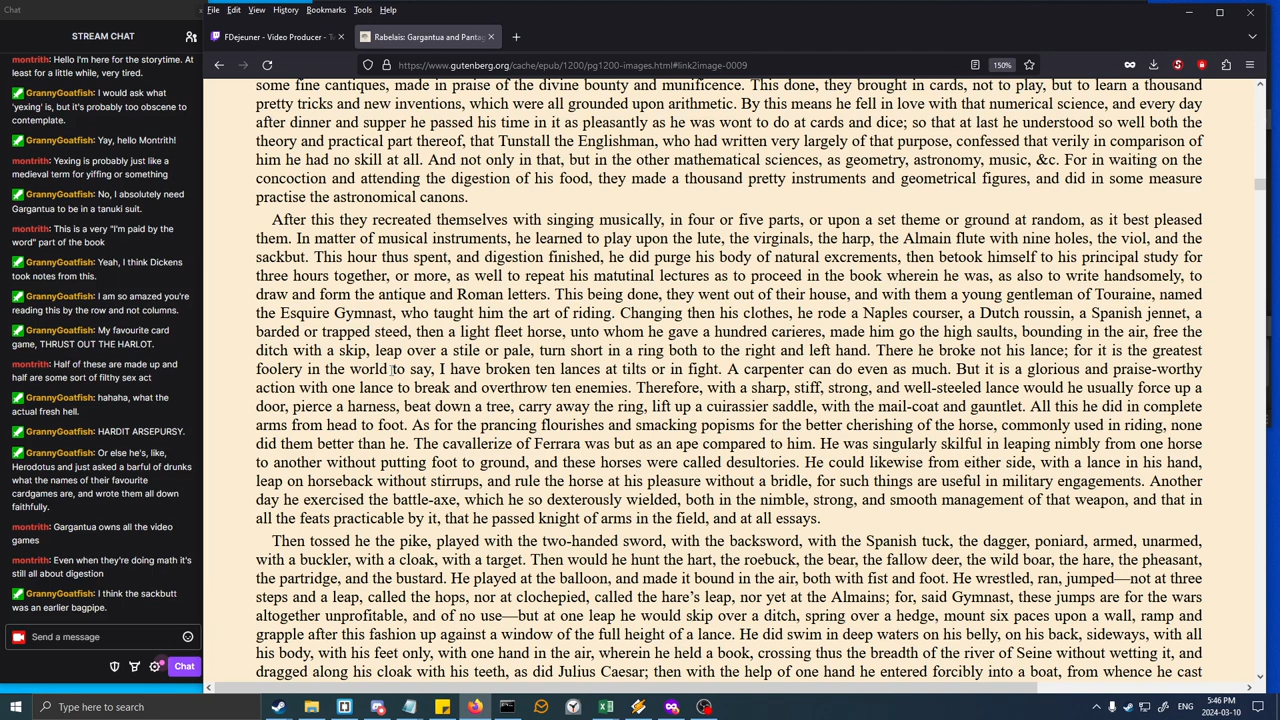 Chat
STREAM CHAT
montrith: Hello I'm here for the storytime. At
least for a little while, very tired.
GrannyGoatfish: I would ask what
'yexing' is, but it's probably too obscene to
contemplate.
GrannyGoatfish: Yay, hello Montrith!
montrith: Yexing is probably just like a
medieval term for yiffing or something
GrannyGoatfish: No, I absolutely need
Gargantua to be in a tanuki suit.
montrith: This is a very "I'm paid by the
word" part of the book
GrannyGoatfish: Yeah, I think Dickens
took notes from this.
GrannyGoatfish: I am so amazed you're
reading this by the row and not columns.
GrannyGoatfish: My favourite card
game, THRUST OUT THE HARLOT.
montrith: Half of these are made up and
half are some sort of filthy sex act
GrannyGoatfish: hahaha, what the
actual fresh hell.
GrannyGoatfish: HARDIT ARSEPURSY.
GrannyGoatfish: Or else he's, like,
Herodotus and just asked a barful of drunks
what the names of their favourite
cardgames are, and wrote them all down
faithfully.
montrith: Gargantua owns all the video
games
montrith: Even when they're doing math it's
still all about digestion
GrannyGoatfish: I think the sackbutt
was an earlier bagpipe.
Send a message
Chat
File Edit View History Bookmarks Tools Help
FDejeuner - Video Producer - T
Rabelais: Gargantua and Pantag
https://www.gutenberg.org/cache/epub/1200/pg1200-images.html#link2image-0009
150%
some fine cantiques, made in praise of the divine bounty and munificence. This done, they brought in cards, not to play, but to learn a thousand
pretty tricks and new inventions, which were all grounded upon arithmetic. By this means he fell in love with that numerical science, and every day
after dinner and supper he passed his time in it as pleasantly as he was wont to do at cards and dice; so that at last he understood so well both the
theory and practical part thereof, that Tunstall the Englishman, who had written very largely of that purpose, confessed that verily in comparison of
him he had no skill at all. And not only in that, but in the other mathematical sciences, as geometry, astronomy, music, &c. For in waiting on the
concoction and attending the digestion of his food, they made a thousand pretty instruments and geometrical figures, and did in some measure
practise the astronomical canons.
After this they recreated themselves with singing musically, in four or five parts, or upon a set theme or ground at random, as it best pleased
them. In matter of musical instruments, he learned to play upon the lute, the virginals, the harp, the Almain flute with nine holes, the viol, and the
sackbut. This hour thus spent, and digestion finished, he did purge his body of natural excrements, then betook himself to his principal study for
three hours together, or more, as well to repeat his matutinal lectures as to proceed in the book wherein he was, as also to write handsomely, to
draw and form the antique and Roman letters. This being done, they went out of their house, and with them a young gentleman of Touraine, named
the Esquire Gymnast, who taught him the art of riding. Changing then his clothes, he rode a Naples courser, a Dutch roussin, a Spanish jennet, a
barded or trapped steed, then a light fleet horse, unto whom he gave a hundred carieres, made him go the high saults, bounding in the air, free the
ditch with a skip, leap over a stile or pale, turn short in a ring both to the right and left hand. There he broke not his lance; for it is the greatest
foolery in the world to say, I have broken ten lances at tilts or in fight. A carpenter can do even as much. But it is a glorious and praise-worthy
action with one lance to break and overthrow ten enemies. Therefore, with a sharp, stiff, strong, and well-steeled lance would he usually force up a
door, pierce a harness, beat down a tree, carry away the ring, lift up a cuirassier saddle, with the mail-coat and gauntlet. All this he did in complete
arms from head to foot. As for the prancing flourishes and smacking popisms for the better cherishing of the horse, commonly used in riding, none
did them better than he. The cavallerize of Ferrara was but as an ape compared to him. He was singularly skilful in leaping nimbly from one horse
to another without putting foot to ground, and these horses were called desultories. He could likewise from either side, with a lance in his hand,
leap on horseback without stirrups, and rule the horse at his pleasure without a bridle, for such things are useful in military engagements. Another
day he exercised the battle-axe, which he so dexterously wielded, both in the nimble, strong, and smooth management of that weapon, and that in
all the feats practicable by it, that he passed knight of arms in the field, and at all essays.
Then tossed he the pike, played with the two-handed sword, with the backsword, with the Spanish tuck, the dagger, poniard, armed, unarmed,
with a buckler, with a cloak, with a target. Then would he hunt the hart, the roebuck, the bear, the fallow deer, the wild boar, the hare, the pheasant,
the partridge, and the bustard. He played at the balloon, and made it bound in the air, both with fist and foot. He wrestled, ran, jumped—not at three
steps and a leap, called the hops, nor at clochepied, called the hare's leap, nor yet at the Almains; for, said Gymnast, these jumps are for the wars
altogether unprofitable, and of no use—but at one leap he would skip over a ditch, spring over a hedge, mount six paces upon a wall, ramp and
grapple after this fashion up against a window of the full height of a lance. He did swim in deep waters on his belly, on his back, sideways, with all
his body, with his feet only, with one hand in the air, wherein he held a book, crossing thus the breadth of the river of Seine without wetting it, and
dragged along his cloak with his teeth, as did Julius Caesar; then with the help of one hand he entered forcibly into a boat, from whence he cast
Type here to search
ENG
5:46 PM
2024-03-10